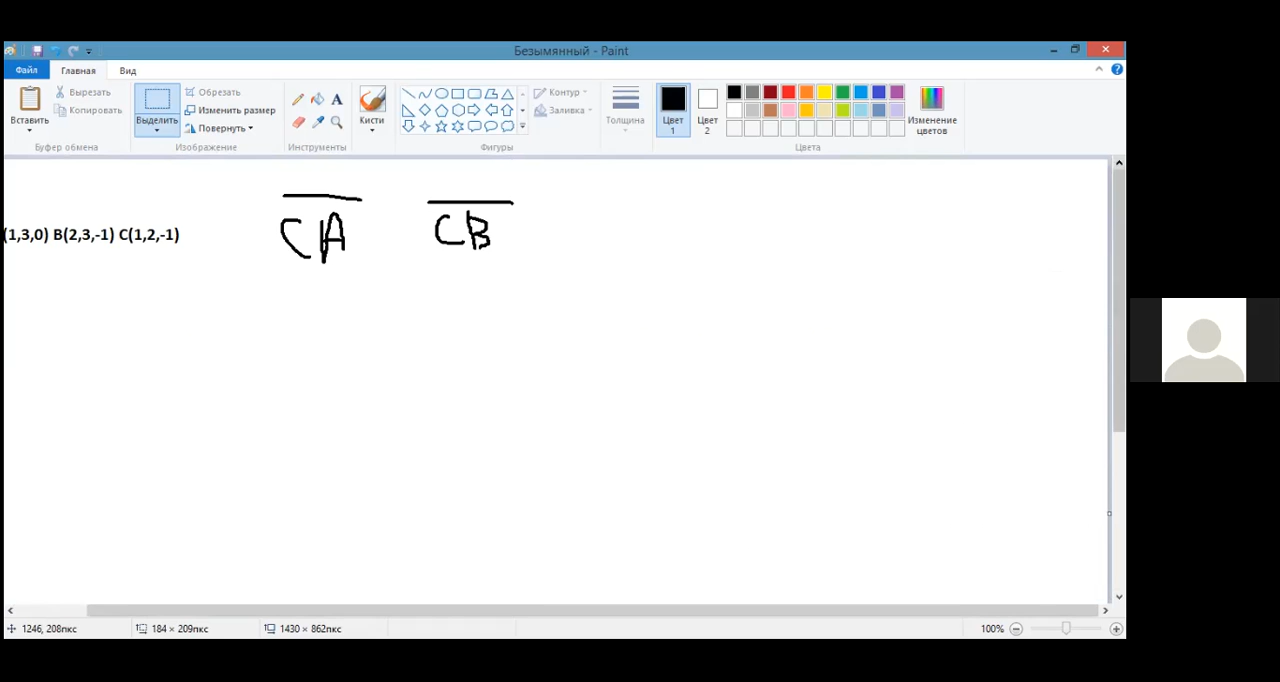 Безымянный - Paint
Файл Главная Вид
Вставить
Вырезать
Копировать
Буфер обмена
Выделить
Обрезать
Изменить размер
Повернуть
Изображение
A
Инструменты
Кисти
Контур
Заливка
Фигуры
Толщина
Цвет 1
Цвет 2
Изменение цветов
Цвета
(1,3,0) B(2,3,-1) C(1,2,-1)
CA CB
1246, 208пкс 184 × 209пкс 1430 × 862пкс 100%